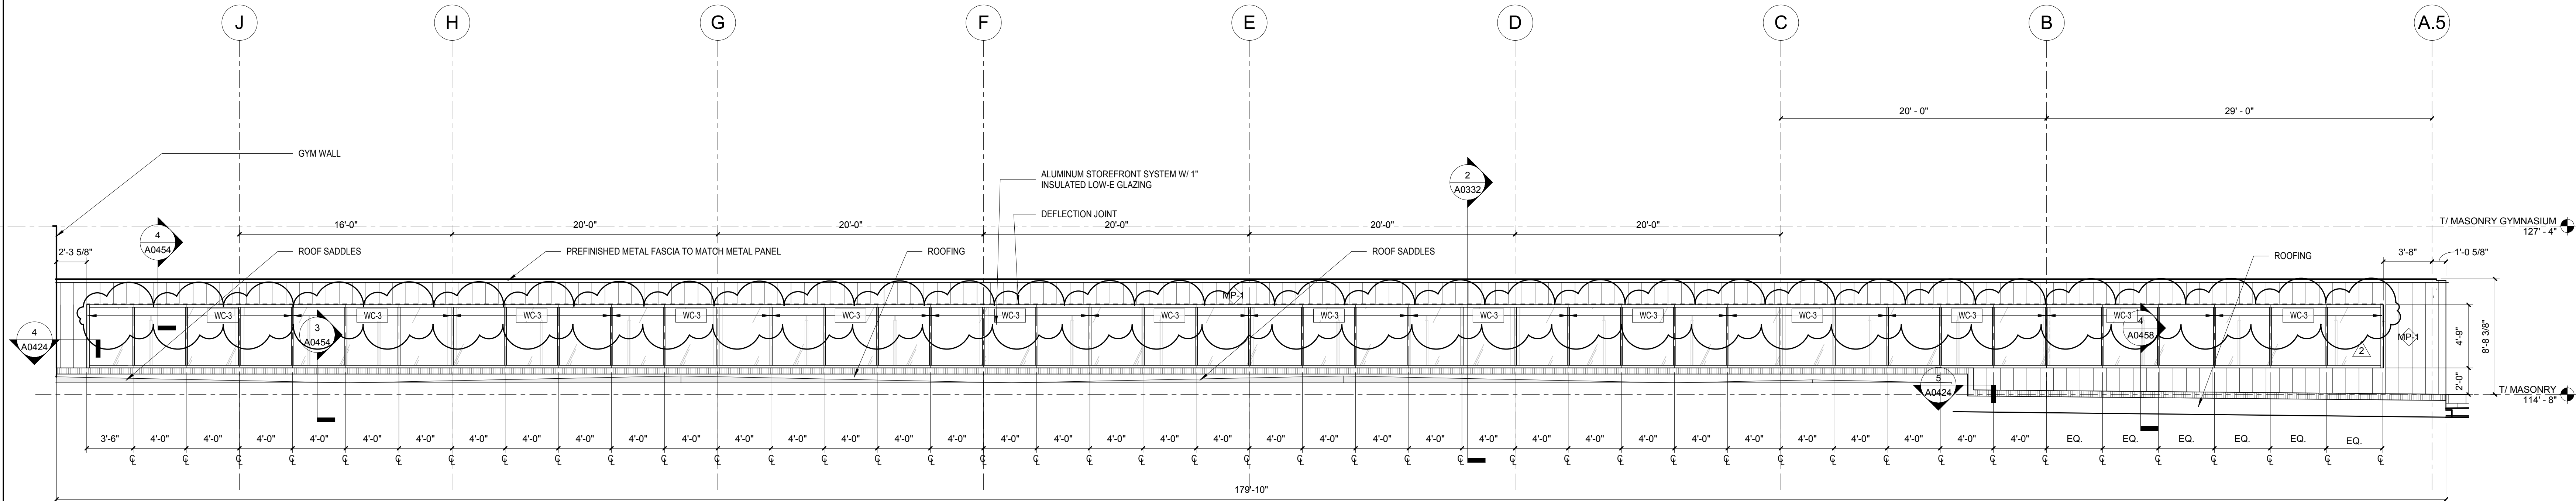 J H G F E D C B A.5
20' - 0" 29' - 0"
GYM WALL
ALUMINUM STOREFRONT SYSTEM W/ 1"
INSULATED LOW-E GLAZING
2
A0332
DEFLECTION JOINT
T/ MASONRY GYMNASIUM
127' - 4"
16'-0" 20'-0" 20'-0" 20'-0" 20'-0" 20'-0"
4
A0454
2'-3 5/8"
ROOF SADDLES
PREFINISHED METAL FASCIA TO MATCH METAL PANEL
ROOFING
ROOF SADDLES
ROOFING
3'-8" 1'-0 5/8"
MP-1
WC-3 WC-3 WC-3 WC-3 WC-3 WC-3 WC-3 WC-3 WC-3 WC-3 WC-3 WC-3 WC-3 WC-3
4
A0424
3
A0454
4
A0458
2
MP-1
4'-9"
8'-8 3/8"
2'-0"
5
A0424
T/ MASONRY
114' - 8"
3'-6" 4'-0" 4'-0" 4'-0" 4'-0" 4'-0" 4'-0" 4'-0" 4'-0" 4'-0" 4'-0" 4'-0" 4'-0" 4'-0" 4'-0" 4'-0" 4'-0" 4'-0" 4'-0" 4'-0" 4'-0" 4'-0" 4'-0" 4'-0" 4'-0" 4'-0" 4'-0" 4'-0" 4'-0" 4'-0" 4'-0" 4'-0" 4'-0" 4'-0" 4'-0" 4'-0" EQ. EQ. EQ. EQ. EQ. EQ.
179'-10"